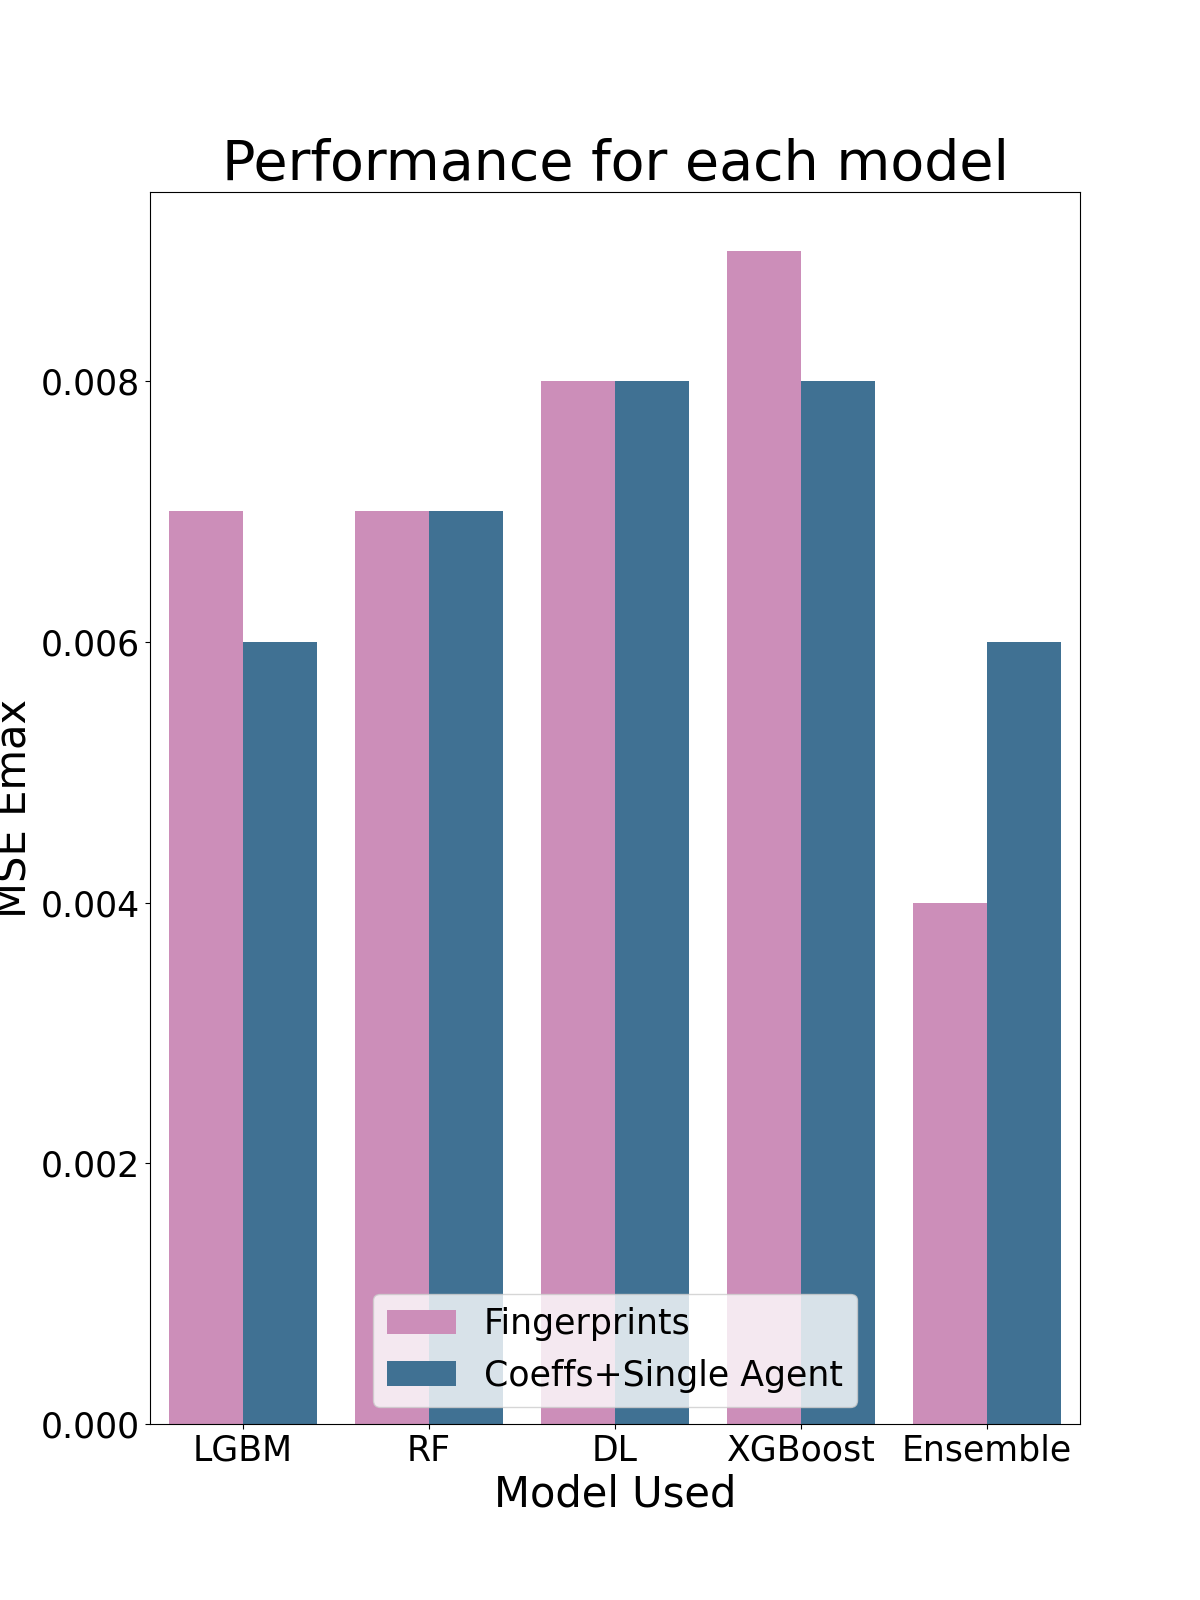 Performance for each model
MSE Emax
0.008
0.006
0.004
0.002
0.000
Fingerprints
Coeffs+Single Agent
LGBM RF DL XGBoost Ensemble
Model Used